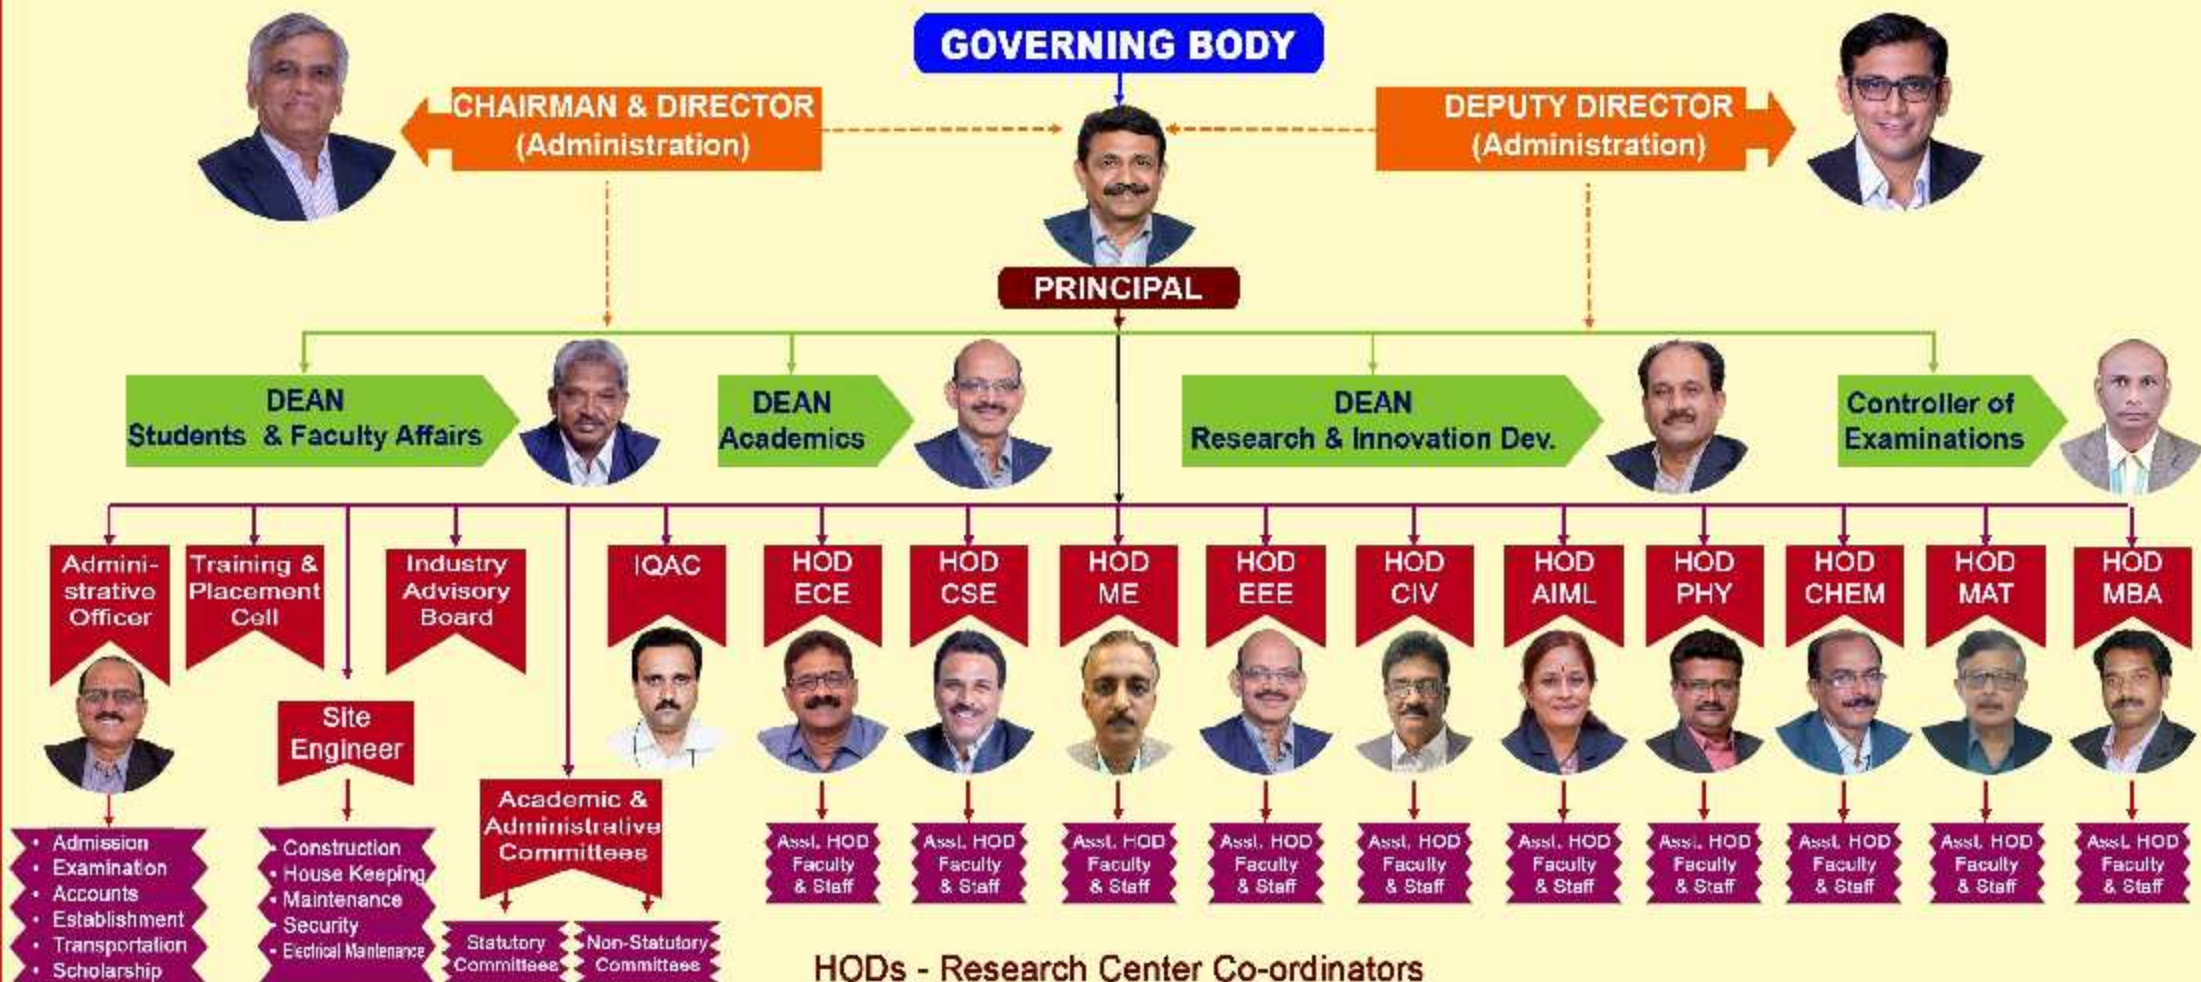 GOVERNING BODY
CHAIRMAN & DIRECTOR
(Administration)
DEPUTY DIRECTOR
(Administration)
PRINCIPAL
DEAN
Students & Faculty Affairs
DEAN
Academics
DEAN
Research & Innovation Dev.
Controller of
Examinations
Admini-
strative
Officer
Training &
Placement
Cell
Industry
Advisory
Board
IQAC
HOD
ECE
HOD
CSE
HOD
ME
HOD
EEE
HOD
CIV
HOD
AIML
HOD
PHY
HOD
CHEM
HOD
MAT
HOD
MBA
Site
Engineer
Academic &
Administrative
Committees
• Admission
• Examination
• Accounts
• Establishment
• Transportation
• Scholarship
• Construction
• House Keeping
• Maintenance
• Security
• Electrical Maintenance
Statutory
Committees
Non-Statutory
Committees
Asst. HOD
Faculty
& Staff
Asst. HOD
Faculty
& Staff
Asst. HOD
Faculty
& Staff
Asst. HOD
Faculty
& Staff
Asst. HOD
Faculty
& Staff
Asst. HOD
Faculty
& Staff
Asst. HOD
Faculty
& Staff
Asst. HOD
Faculty
& Staff
Asst. HOD
Faculty
& Staff
Asst. HOD
Faculty
& Staff
HODs - Research Center Co-ordinators